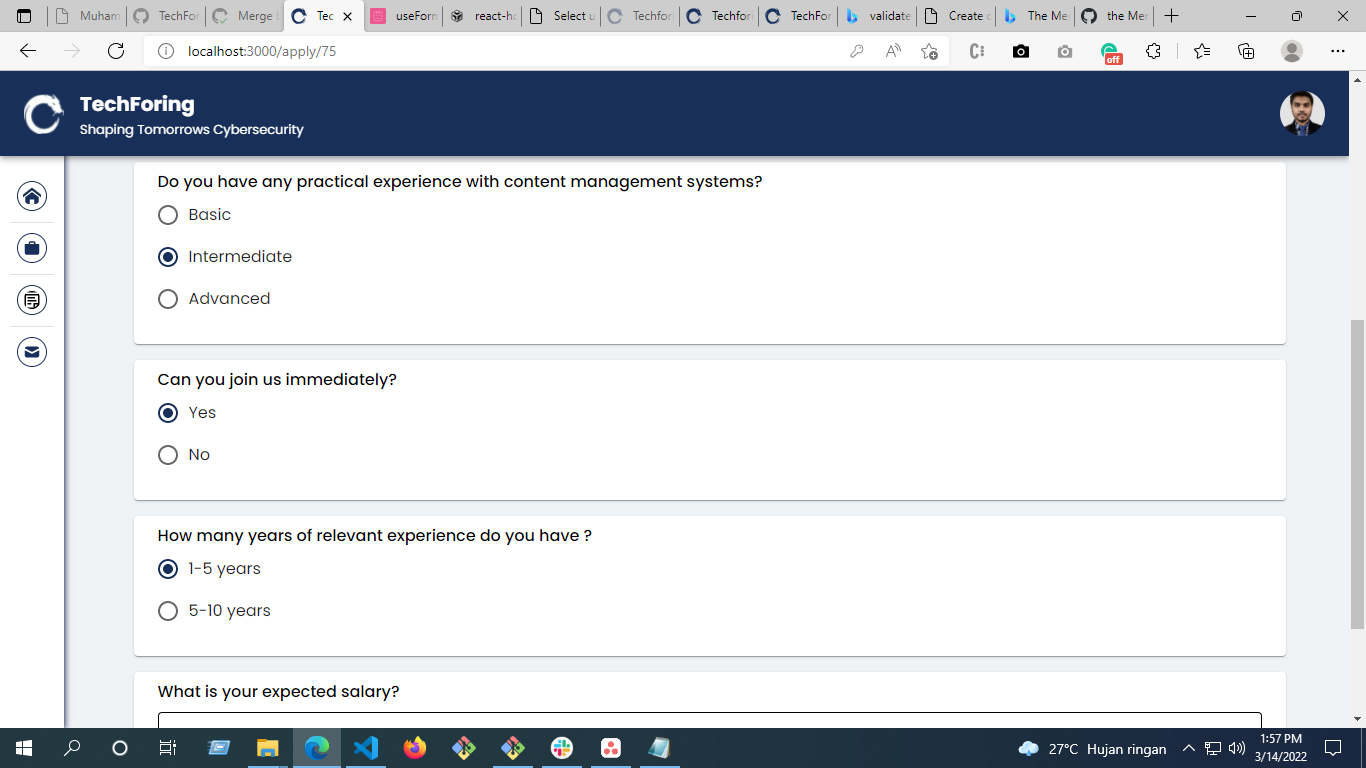 Muham
TechFor
Merge b
Tec
useForm
react-ho
Select u
Techfori
Techfori
TechFor
validate
Create c
The Mer
the Mer
localhost:3000/apply/75
off
TechForing
Shaping Tomorrows Cybersecurity
Do you have any practical experience with content management systems?
Basic
Intermediate
Advanced
Can you join us immediately?
Yes
No
How many years of relevant experience do you have ?
1-5 years
5-10 years
What is your expected salary?
27°C Hujan ringan
1:57 PM
3/14/2022